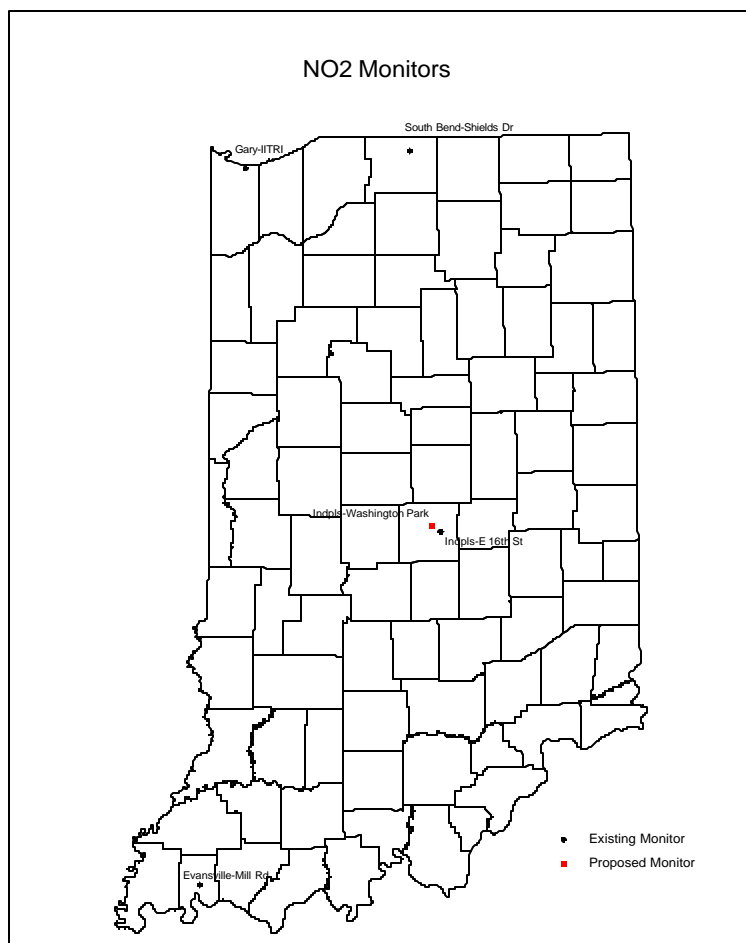 NO2 Monitors
South Bend-Shields Dr
Gary-IITRI
Indpls-Washington Park
Indpls-E 16th St
Existing Monitor
Proposed Monitor
Evansville-Mill Rd